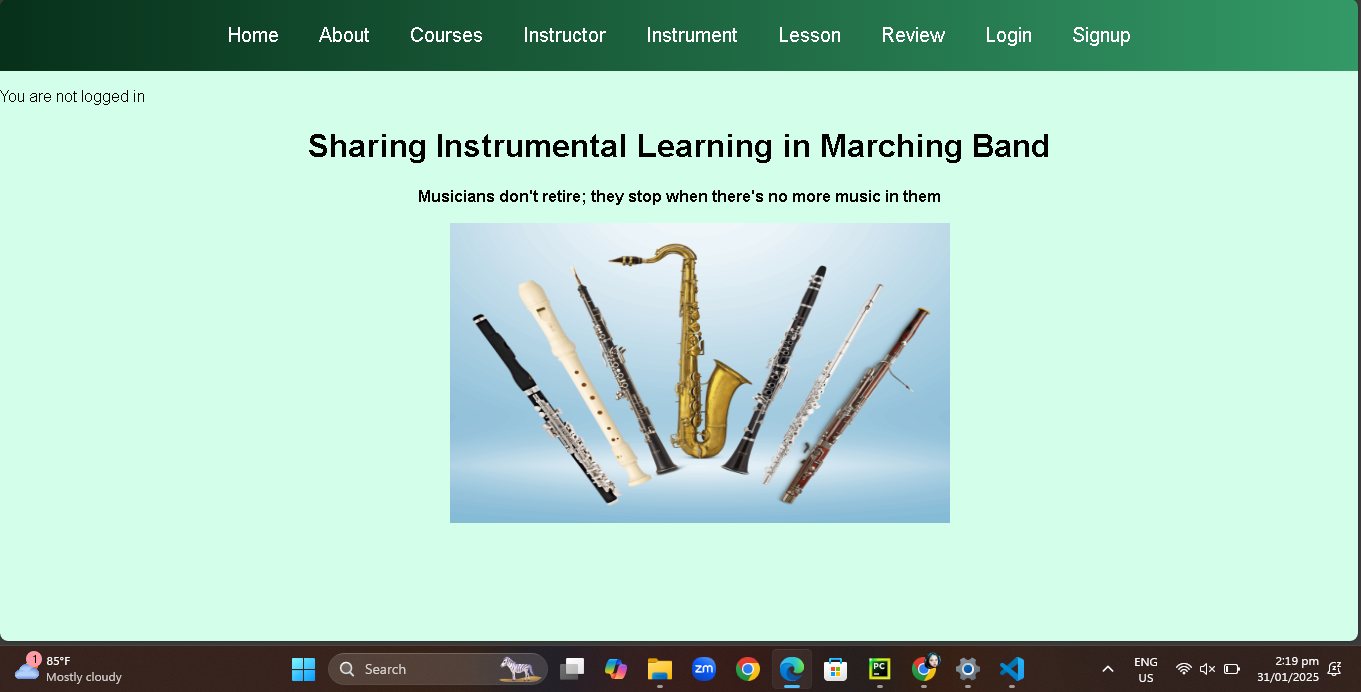 Home About Courses Instructor Instrument Lesson Review Login Signup
You are not logged in
Sharing Instrumental Learning in Marching Band
Musicians don't retire; they stop when there's no more music in them
1
85°F
Mostly cloudy
Search
zm
PC
ENG
US
2:19 pm
31/01/2025